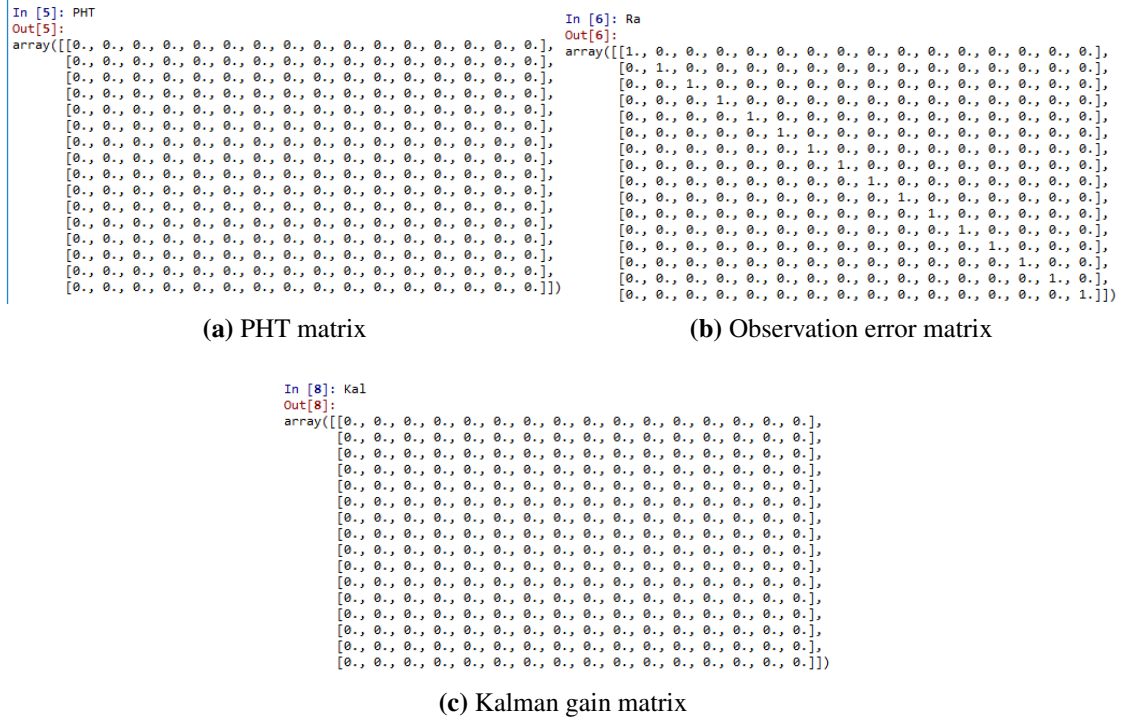 In [5]: PHT
Out[5]:
array([[0., 0., 0., 0., 0., 0., 0., 0., 0., 0., 0., 0., 0., 0., 0., 0.],
[0., 0., 0., 0., 0., 0., 0., 0., 0., 0., 0., 0., 0., 0., 0., 0.],
[0., 0., 0., 0., 0., 0., 0., 0., 0., 0., 0., 0., 0., 0., 0., 0.],
[0., 0., 0., 0., 0., 0., 0., 0., 0., 0., 0., 0., 0., 0., 0., 0.],
[0., 0., 0., 0., 0., 0., 0., 0., 0., 0., 0., 0., 0., 0., 0., 0.],
[0., 0., 0., 0., 0., 0., 0., 0., 0., 0., 0., 0., 0., 0., 0., 0.],
[0., 0., 0., 0., 0., 0., 0., 0., 0., 0., 0., 0., 0., 0., 0., 0.],
[0., 0., 0., 0., 0., 0., 0., 0., 0., 0., 0., 0., 0., 0., 0., 0.],
[0., 0., 0., 0., 0., 0., 0., 0., 0., 0., 0., 0., 0., 0., 0., 0.],
[0., 0., 0., 0., 0., 0., 0., 0., 0., 0., 0., 0., 0., 0., 0., 0.],
[0., 0., 0., 0., 0., 0., 0., 0., 0., 0., 0., 0., 0., 0., 0., 0.],
[0., 0., 0., 0., 0., 0., 0., 0., 0., 0., 0., 0., 0., 0., 0., 0.],
[0., 0., 0., 0., 0., 0., 0., 0., 0., 0., 0., 0., 0., 0., 0., 0.],
[0., 0., 0., 0., 0., 0., 0., 0., 0., 0., 0., 0., 0., 0., 0., 0.],
[0., 0., 0., 0., 0., 0., 0., 0., 0., 0., 0., 0., 0., 0., 0., 0.],
[0., 0., 0., 0., 0., 0., 0., 0., 0., 0., 0., 0., 0., 0., 0., 0.]])
(a) PHT matrix
In [6]: Ra
Out[6]:
array([[1., 0., 0., 0., 0., 0., 0., 0., 0., 0., 0., 0., 0., 0., 0., 0.],
[0., 1., 0., 0., 0., 0., 0., 0., 0., 0., 0., 0., 0., 0., 0., 0.],
[0., 0., 1., 0., 0., 0., 0., 0., 0., 0., 0., 0., 0., 0., 0., 0.],
[0., 0., 0., 1., 0., 0., 0., 0., 0., 0., 0., 0., 0., 0., 0., 0.],
[0., 0., 0., 0., 1., 0., 0., 0., 0., 0., 0., 0., 0., 0., 0., 0.],
[0., 0., 0., 0., 0., 1., 0., 0., 0., 0., 0., 0., 0., 0., 0., 0.],
[0., 0., 0., 0., 0., 0., 1., 0., 0., 0., 0., 0., 0., 0., 0., 0.],
[0., 0., 0., 0., 0., 0., 0., 1., 0., 0., 0., 0., 0., 0., 0., 0.],
[0., 0., 0., 0., 0., 0., 0., 0., 1., 0., 0., 0., 0., 0., 0., 0.],
[0., 0., 0., 0., 0., 0., 0., 0., 0., 1., 0., 0., 0., 0., 0., 0.],
[0., 0., 0., 0., 0., 0., 0., 0., 0., 0., 1., 0., 0., 0., 0., 0.],
[0., 0., 0., 0., 0., 0., 0., 0., 0., 0., 0., 1., 0., 0., 0., 0.],
[0., 0., 0., 0., 0., 0., 0., 0., 0., 0., 0., 0., 1., 0., 0., 0.],
[0., 0., 0., 0., 0., 0., 0., 0., 0., 0., 0., 0., 0., 1., 0., 0.],
[0., 0., 0., 0., 0., 0., 0., 0., 0., 0., 0., 0., 0., 0., 1., 0.],
[0., 0., 0., 0., 0., 0., 0., 0., 0., 0., 0., 0., 0., 0., 0., 1.]])
(b) Observation error matrix
In [8]: Kal
Out[8]:
array([[0., 0., 0., 0., 0., 0., 0., 0., 0., 0., 0., 0., 0., 0., 0., 0.],
[0., 0., 0., 0., 0., 0., 0., 0., 0., 0., 0., 0., 0., 0., 0., 0.],
[0., 0., 0., 0., 0., 0., 0., 0., 0., 0., 0., 0., 0., 0., 0., 0.],
[0., 0., 0., 0., 0., 0., 0., 0., 0., 0., 0., 0., 0., 0., 0., 0.],
[0., 0., 0., 0., 0., 0., 0., 0., 0., 0., 0., 0., 0., 0., 0., 0.],
[0., 0., 0., 0., 0., 0., 0., 0., 0., 0., 0., 0., 0., 0., 0., 0.],
[0., 0., 0., 0., 0., 0., 0., 0., 0., 0., 0., 0., 0., 0., 0., 0.],
[0., 0., 0., 0., 0., 0., 0., 0., 0., 0., 0., 0., 0., 0., 0., 0.],
[0., 0., 0., 0., 0., 0., 0., 0., 0., 0., 0., 0., 0., 0., 0., 0.],
[0., 0., 0., 0., 0., 0., 0., 0., 0., 0., 0., 0., 0., 0., 0., 0.],
[0., 0., 0., 0., 0., 0., 0., 0., 0., 0., 0., 0., 0., 0., 0., 0.],
[0., 0., 0., 0., 0., 0., 0., 0., 0., 0., 0., 0., 0., 0., 0., 0.],
[0., 0., 0., 0., 0., 0., 0., 0., 0., 0., 0., 0., 0., 0., 0., 0.],
[0., 0., 0., 0., 0., 0., 0., 0., 0., 0., 0., 0., 0., 0., 0., 0.],
[0., 0., 0., 0., 0., 0., 0., 0., 0., 0., 0., 0., 0., 0., 0., 0.],
[0., 0., 0., 0., 0., 0., 0., 0., 0., 0., 0., 0., 0., 0., 0., 0.]])
(c) Kalman gain matrix